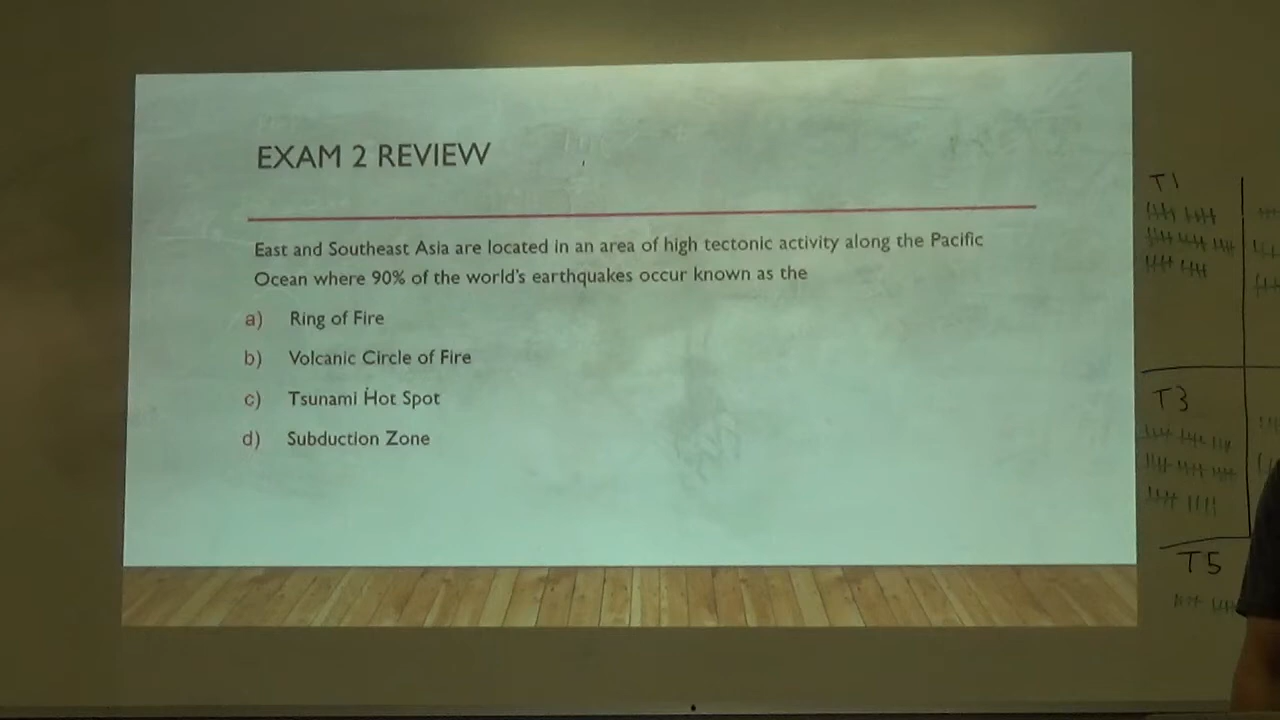 EXAM 2 REVIEW
East and Southeast Asia are located in an area of high tectonic activity along the Pacific
Ocean where 90% of the world's earthquakes occur known as the
a) Ring of Fire
b) Volcanic Circle of Fire
c) Tsunami Hot Spot
d) Subduction Zone
T1
T3
T5